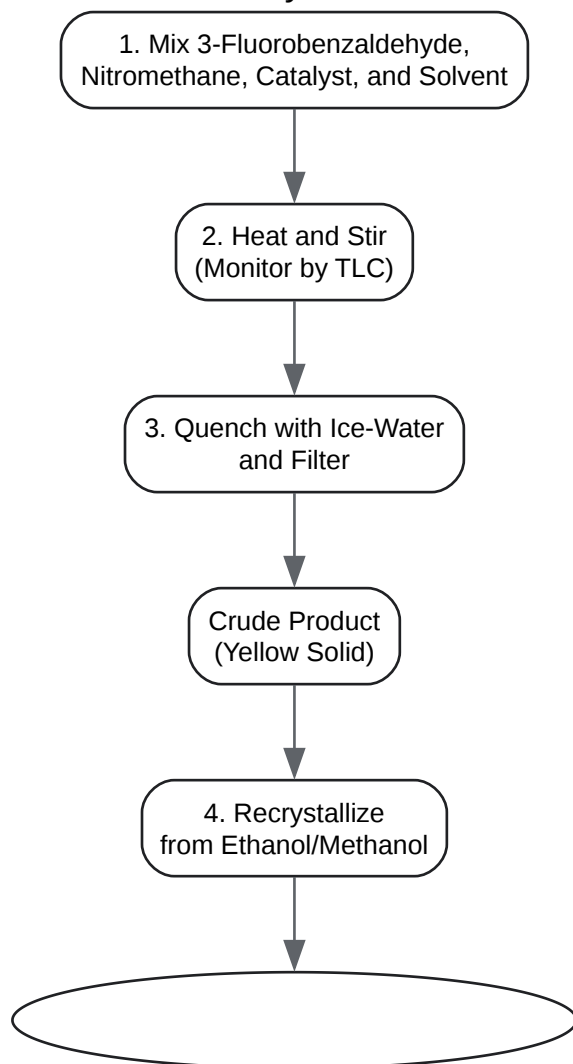 1. Mix 3-Fluorobenzaldehyde,
Nitromethane, Catalyst, and Solvent
2. Heat and Stir
(Monitor by TLC)
3. Quench with Ice-Water
and Filter
Crude Product
(Yellow Solid)
4. Recrystallize
from Ethanol/Methanol